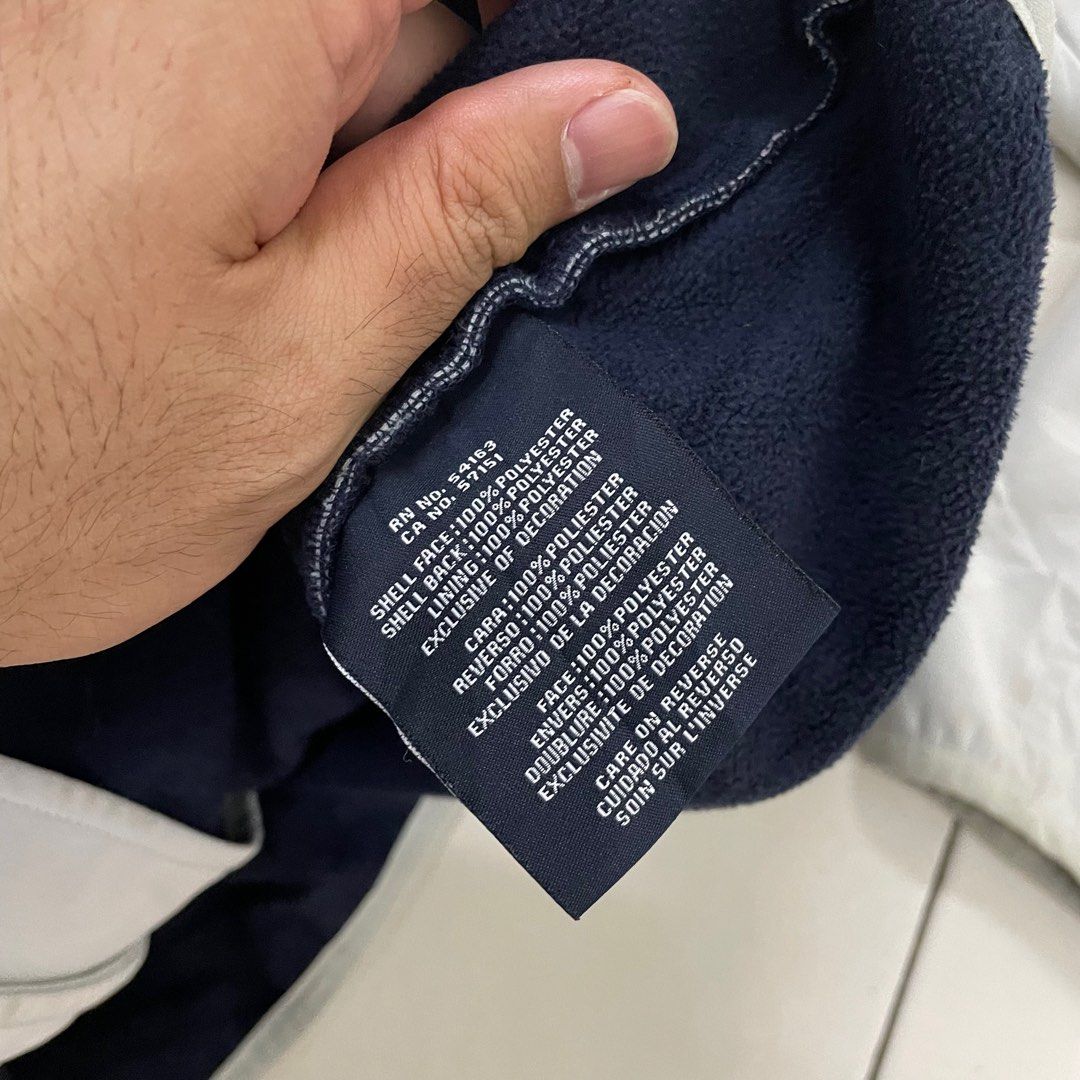 RN NO. 54163
CA NO. 57151
SHELL FACE:100%POLYESTER
SHELL BACK:100%POLYESTER
LINING:100%POLYESTER
EXCLUSIVE OF DECORATION
CARA:100%POLIESTER
REVERSO:100%POLIESTER
FORRO:100%POLIESTER
EXCLUSIVO DE LA DECORACION
FACE:100%POLYESTER
ENVERS:100%POLYESTER
DOUBLURE:100%POLYESTER
EXCLUSIVITE DE DECORATION
CARE ON REVERSE
CUIDADO AL REVERSO
SOIN SUR L'INVERSE